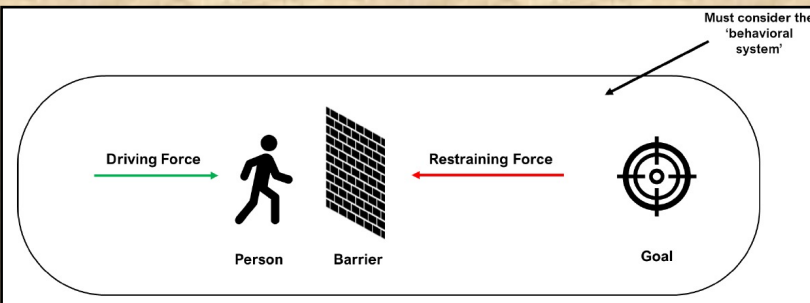 Must consider the
‘behavioral
system’
Driving Force
Restraining Force
Person
Barrier
Goal